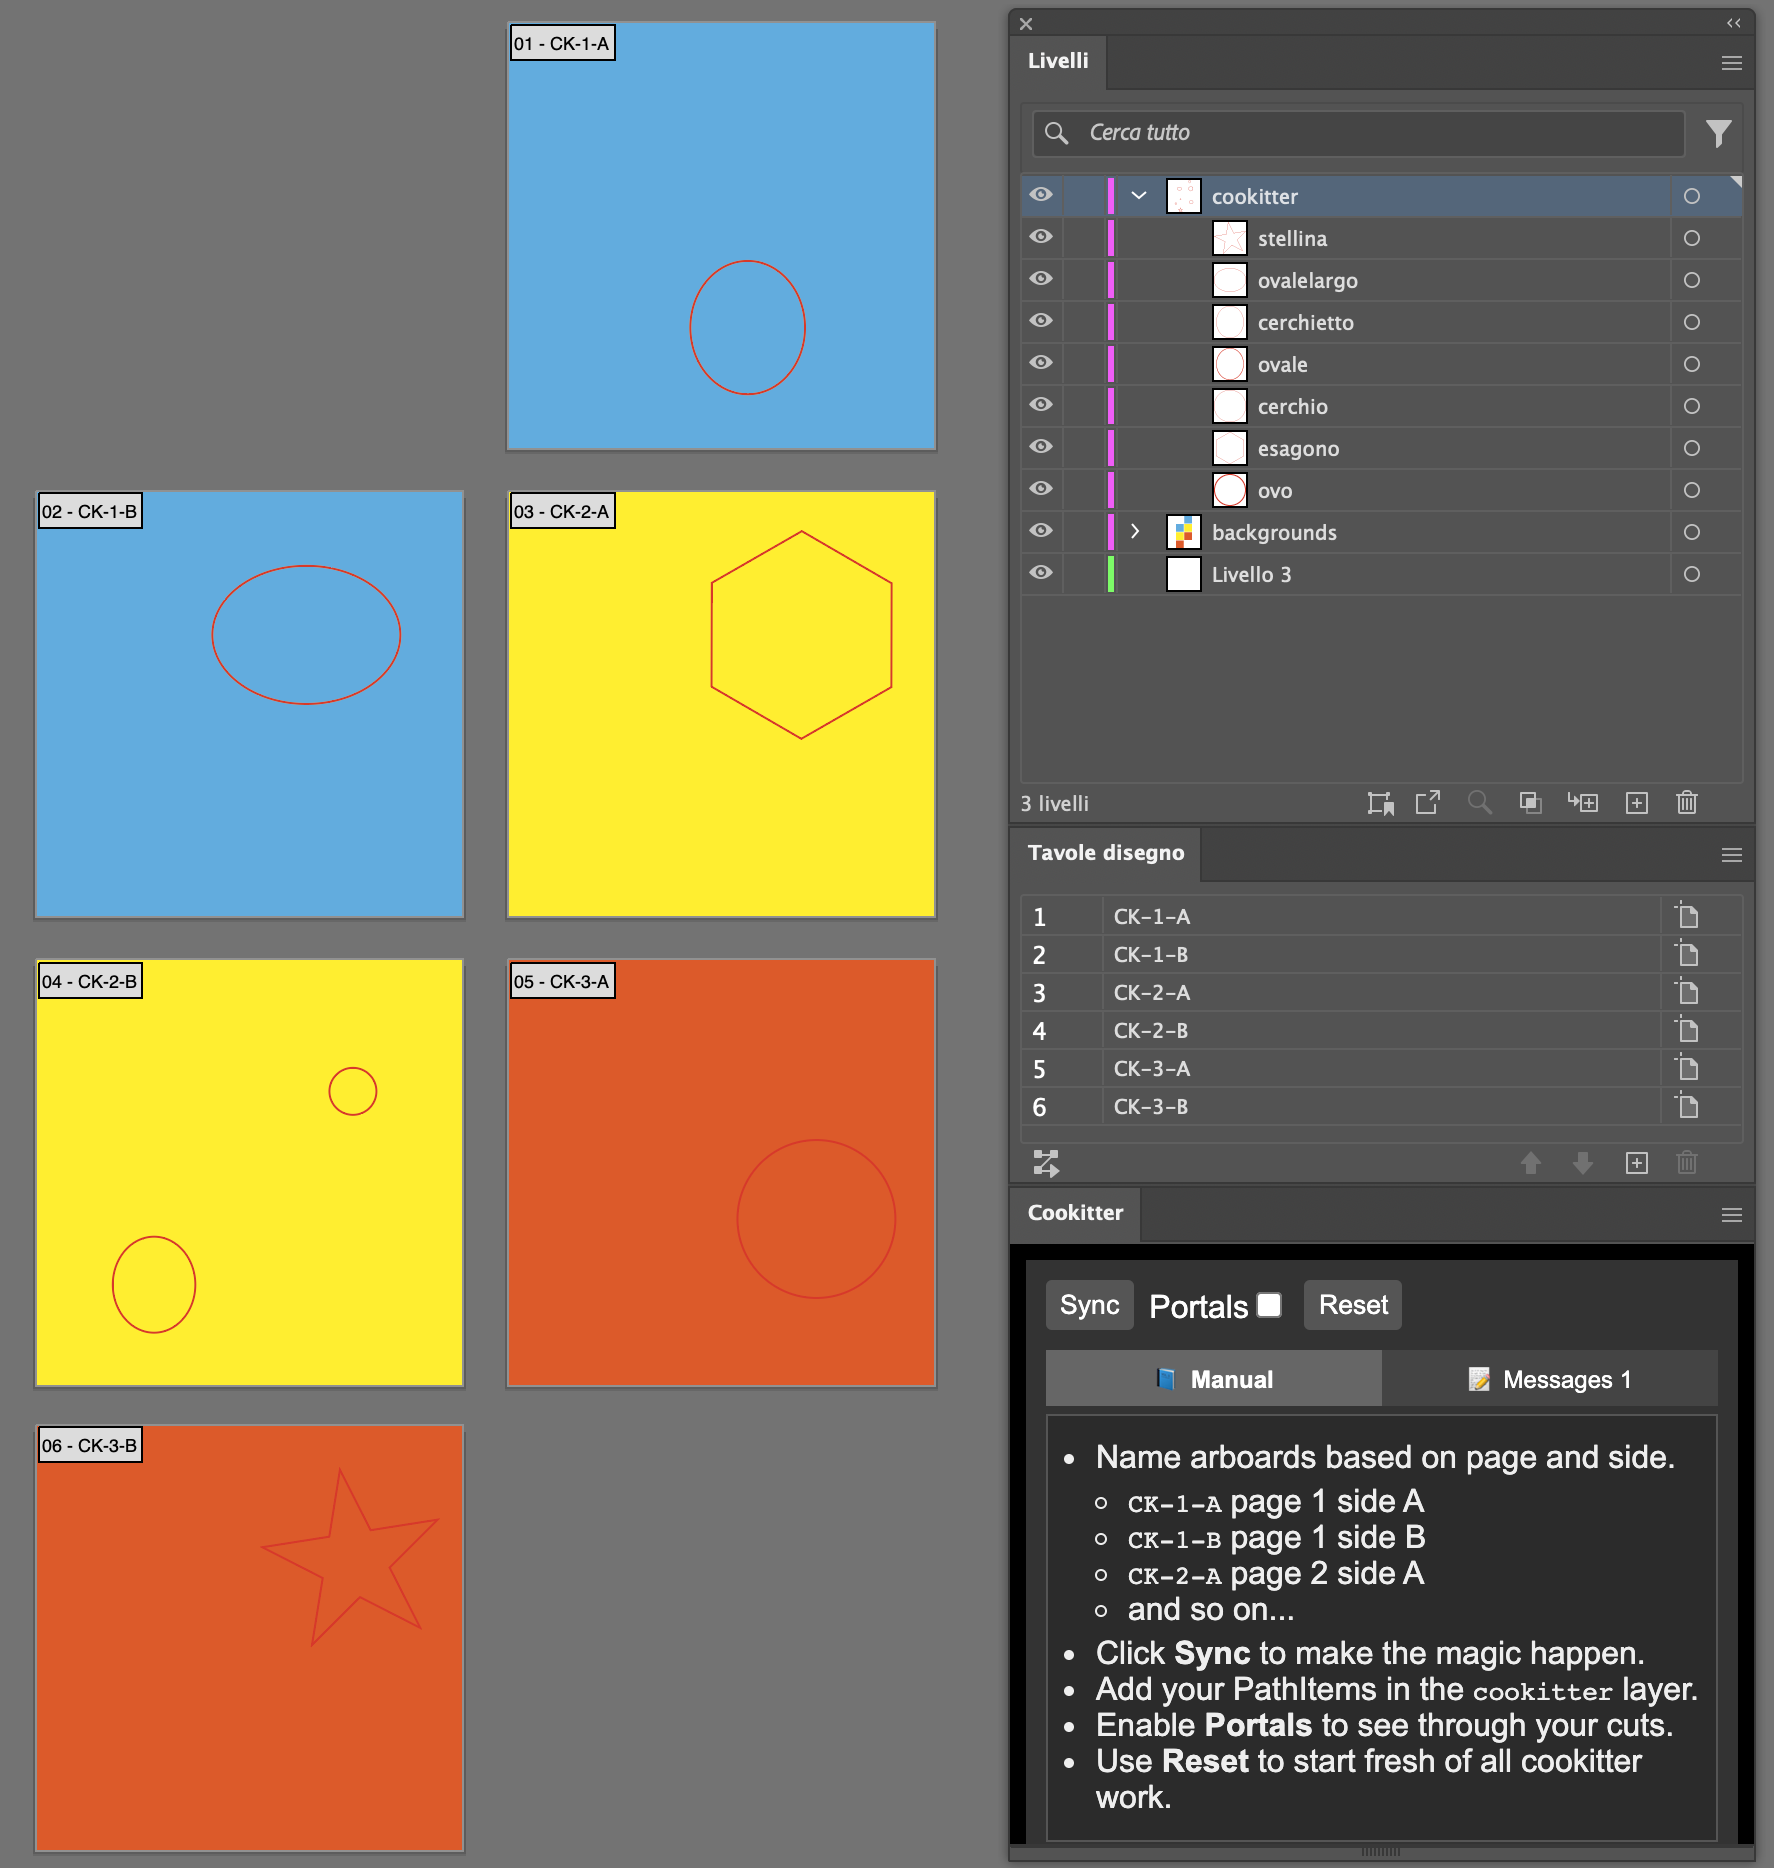 01 - CK-1-A
02 - CK-1-B
03 - CK-2-A
04 - CK-2-B
05 - CK-3-A
06 - CK-3-B
Livelli
Cerca tutto
cookitter
stellina
ovalelargo
cerchietto
ovale
cerchio
esagono
ovo
backgrounds
Livello 3
3 livelli
Tavole disegno
1 CK-1-A
2 CK-1-B
3 CK-2-A
4 CK-2-B
5 CK-3-A
6 CK-3-B
Cookitter
Sync Portals Reset
Manual Messages 1
• Name arboards based on page and side.
◦ CK-1-A page 1 side A
◦ CK-1-B page 1 side B
◦ CK-2-A page 2 side A
◦ and so on...
• Click Sync to make the magic happen.
• Add your PathItems in the cookitter layer.
• Enable Portals to see through your cuts.
• Use Reset to start fresh of all cookitter
work.